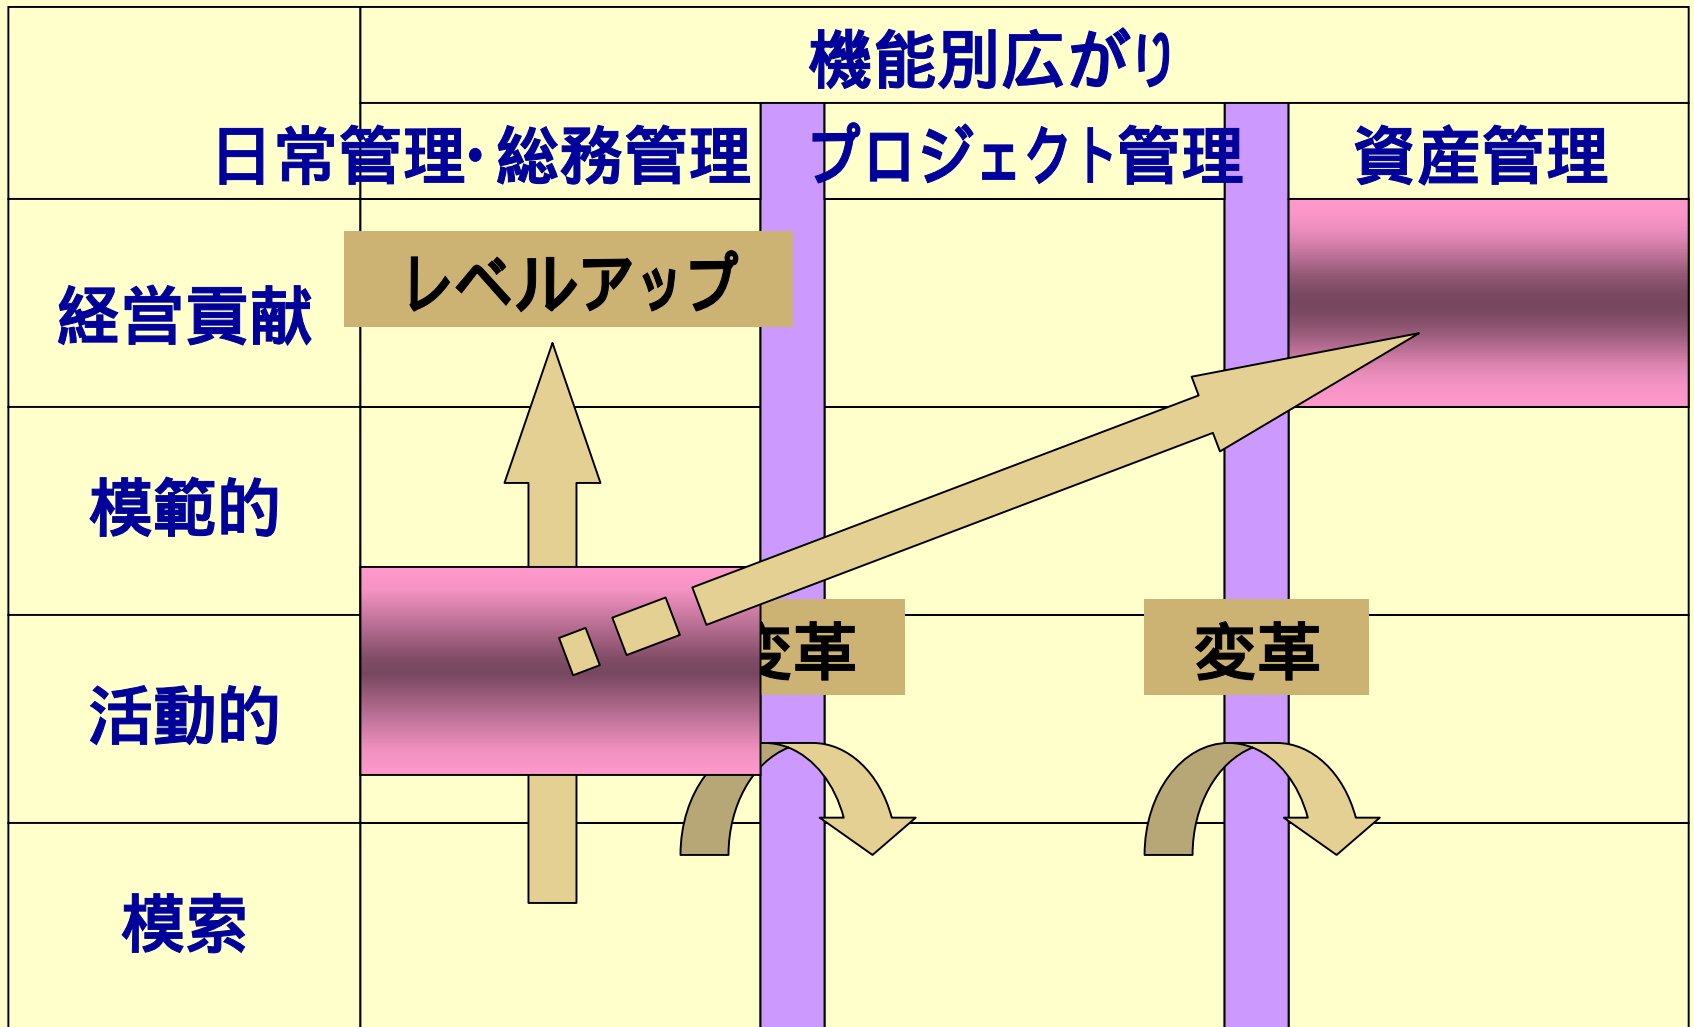 機能別広がり
日常管理・総務管理
プロジェクト管理
資産管理
経営貢献
レベルアップ
模範的
変革
変革
活動的
模索